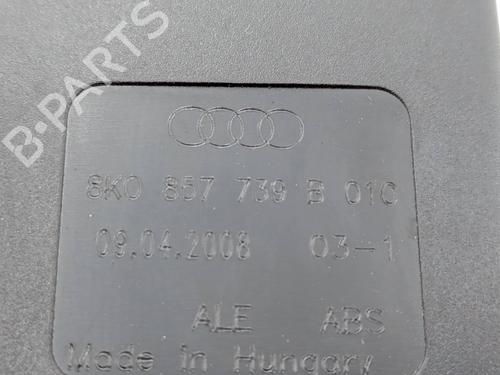 B-PARTS
8K0 857 739 B 01C
09.04.2008 03-1
ALE ABS
Made in Hungary